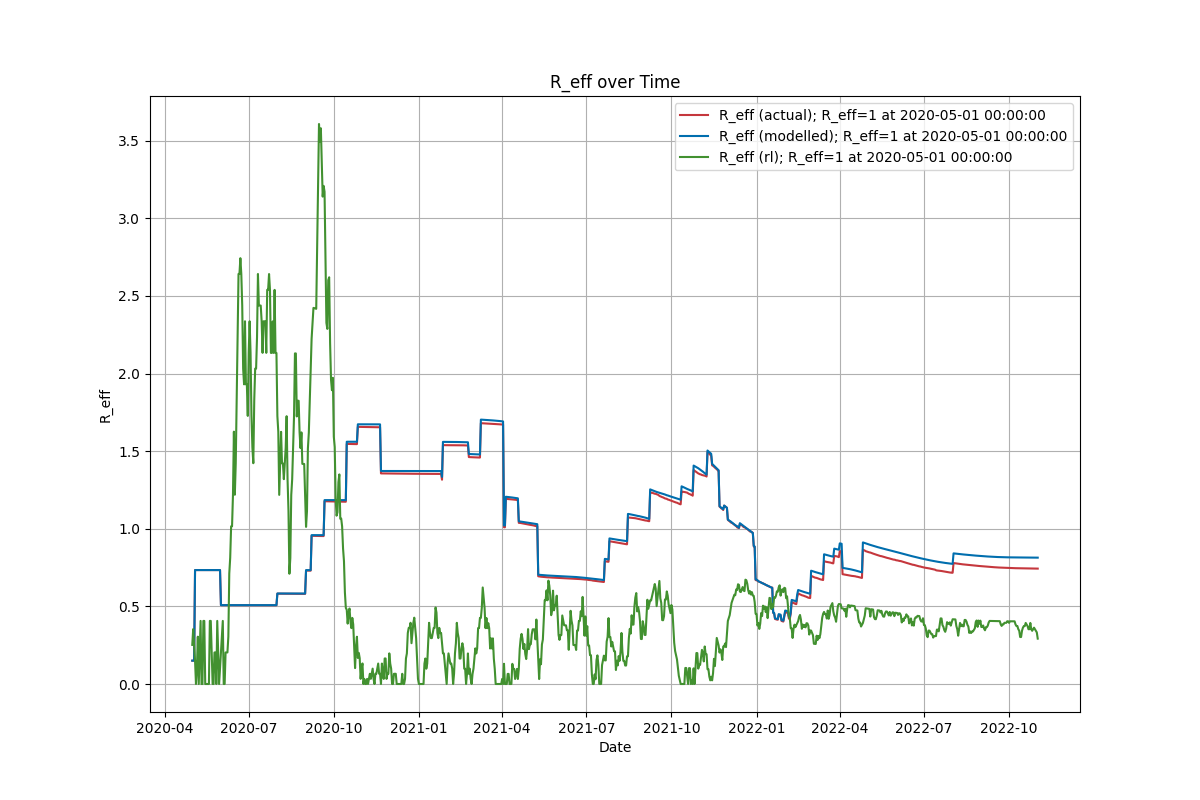 R_eff over Time
R_eff (actual); R_eff=1 at 2020-05-01 00:00:00
R_eff (modelled); R_eff=1 at 2020-05-01 00:00:00
R_eff (rl); R_eff=1 at 2020-05-01 00:00:00
3.5
3.0
2.5
2.0
1.5
1.0
0.5
0.0
R_eff
2020-04 2020-07 2020-10 2021-01 2021-04 2021-07 2021-10 2022-01 2022-04 2022-07 2022-10
Date